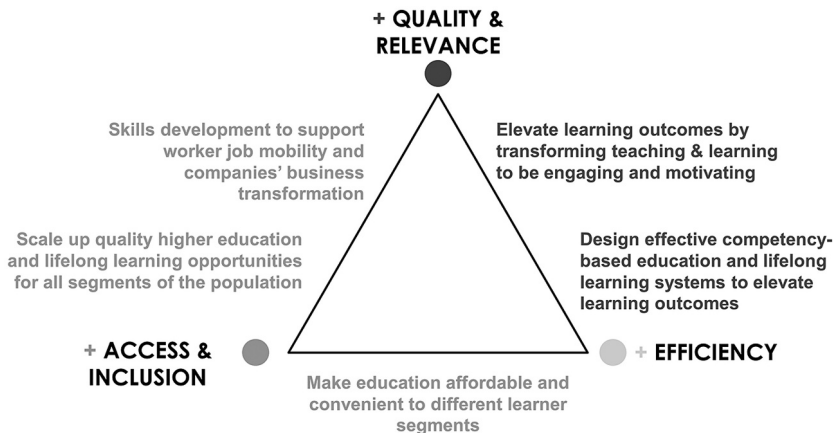 + QUALITY &
RELEVANCE
Skills development to support
worker job mobility and
companies' business
transformation
Elevate learning outcomes by
transforming teaching & learning
to be engaging and motivating
Scale up quality higher education
and lifelong learning opportunities
for all segments of the population
Design effective competency-
based education and lifelong
learning systems to elevate
learning outcomes
+ ACCESS &
INCLUSION
+ EFFICIENCY
Make education affordable and
convenient to different learner
segments